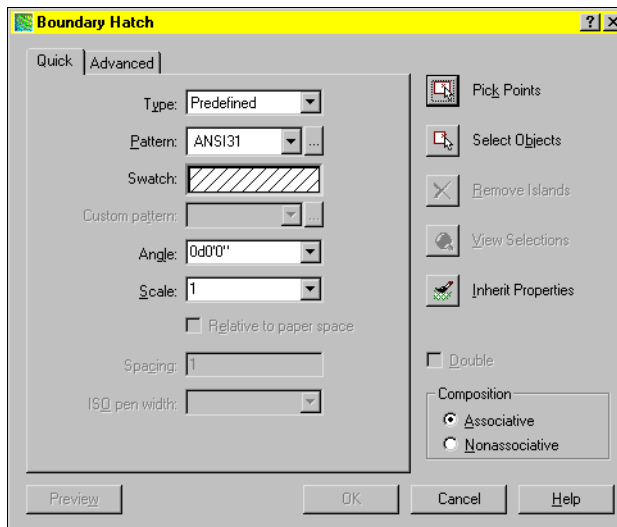 Boundary Hatch
Quick
Advanced
Type: Predefined
Pattern: ANSI31 ...
Swatch:
Custom pattern: ...
Angle: 0d0'0"
Scale: 1
Relative to paper space
Spacing: 1
ISO pen width:
Pick Points
Select Objects
Remove Islands
View Selections
Inherit Properties
Double
Composition
Associative
Nonassociative
Preview
OK
Cancel
Help